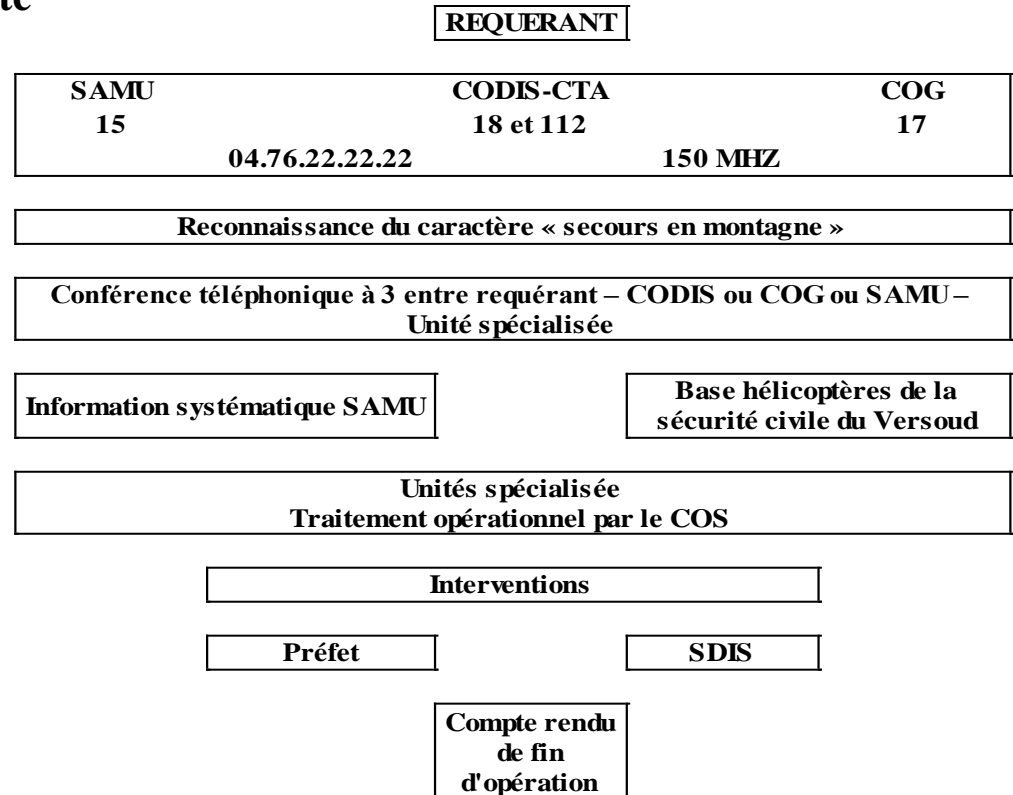 REQUERANT
SAMU CODIS-CTA COG
15 18 et 112 17
04.76.22.22.22 150 MHZ
Reconnaissance du caractère « secours en montagne »
Conférence téléphonique à 3 entre requérant – CODIS ou COG ou SAMU –
Unité spécialisée
Information systématique SAMU
Base hélicoptères de la
sécurité civile du Versoud
Unités spécialisée
Traitement opérationnel par le COS
Interventions
Préfet SDIS
Compte rendu
de fin
d'opération